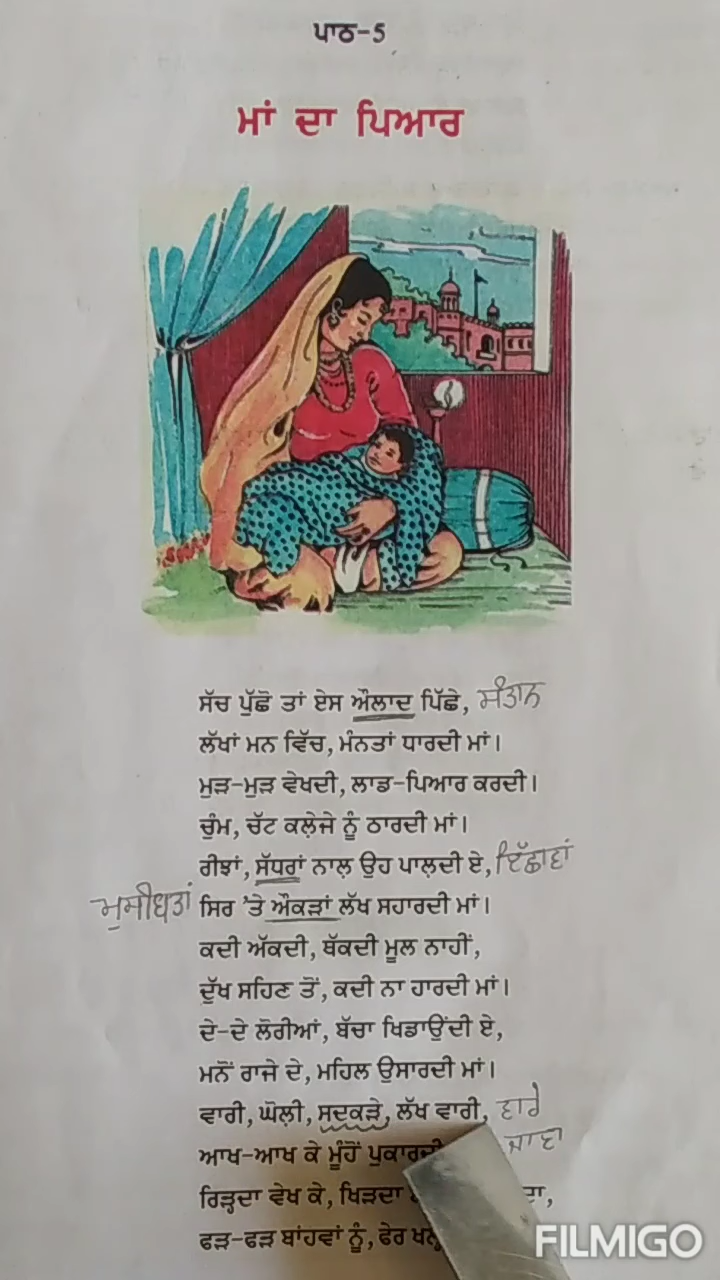 ਪਾਠ-5
ਮਾਂ ਦਾ ਪਿਆਰ
ਸੱਚ ਪੁੱਛੋ ਤਾਂ ਏਸ ਔਲਾਦ ਪਿੱਛੇ, ਸੰਤਾਨ
ਲੱਖਾਂ ਮਨ ਵਿੱਚ, ਮੰਨਤਾਂ ਧਾਰਦੀ ਮਾਂ।
ਮੁੜ-ਮੁੜ ਵੇਖਦੀ, ਲਾਡ-ਪਿਆਰ ਕਰਦੀ।
ਚੁੰਮ, ਚੱਟ ਕਲ਼ੇਜੇ ਨੂੰ ਠਾਰਦੀ ਮਾਂ।
ਰੀਝਾਂ, ਸੱਧਰਾਂ ਨਾਲ਼ ਉਹ ਪਾਲ਼ਦੀ ਏ, ਇੱਛਾਵਾਂ
ਮੁਸੀਬਤਾਂ ਸਿਰ 'ਤੇ ਔਕੜਾਂ ਲੱਖ ਸਹਾਰਦੀ ਮਾਂ।
ਕਦੀ ਅੱਕਦੀ, ਥੱਕਦੀ ਮੂਲ ਨਾਹੀਂ,
ਦੁੱਖ ਸਹਿਣ ਤੋਂ, ਕਦੀ ਨਾ ਹਾਰਦੀ ਮਾਂ।
ਦੇ-ਦੇ ਲੋਰੀਆਂ, ਬੱਚਾ ਖਿਡਾਉਂਦੀ ਏ,
ਮਨੋਂ ਰਾਜੇ ਦੇ, ਮਹਿਲ ਉਸਾਰਦੀ ਮਾਂ।
ਵਾਰੀ, ਘੋਲ਼ੀ, ਸਦਕੜੇ, ਲੱਖ ਵਾਰੀ, ਵਾਰੇ
ਜਾਣਾ
ਆਖ-ਆਖ ਕੇ ਮੂੰਹੋਂ ਪੁਕਾਰਦੀ
ਰਿੜ੍ਹਦਾ ਵੇਖ ਕੇ, ਖਿੜਦਾ
ਫੜ-ਫੜ ਬਾਂਹਵਾਂ ਨੂੰ, ਫੇਰ
FILMIGO